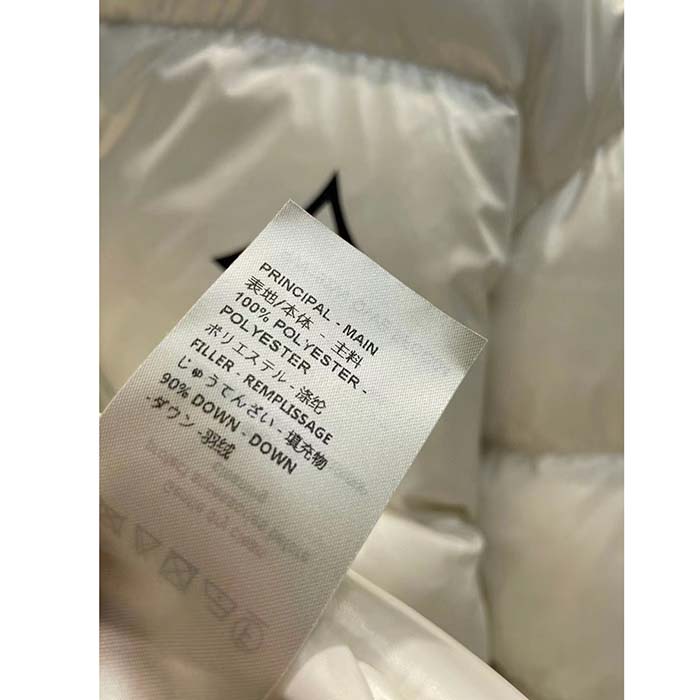 PRINCIPAL - MAIN
表地/本体 - 主料
100% POLYESTER -
POLYESTER
ポリエステル - 涤纶
FILLER - REMPLISSAGE
じゅうてんざい - 填充物
90% DOWN - DOWN
-ダウン -羽绒